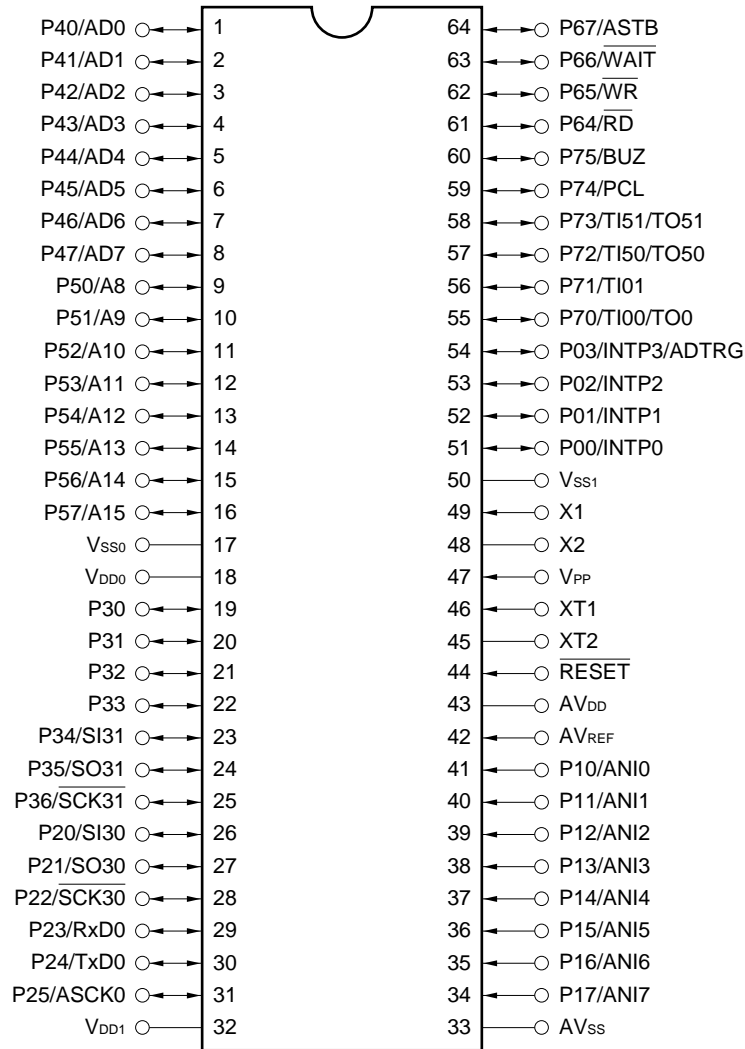 P40/AD0 1 64 P67/ASTB
P41/AD1 2 63 P66/WAIT
P42/AD2 3 62 P65/WR
P43/AD3 4 61 P64/RD
P44/AD4 5 60 P75/BUZ
P45/AD5 6 59 P74/PCL
P46/AD6 7 58 P73/TI51/TO51
P47/AD7 8 57 P72/TI50/TO50
P50/A8 9 56 P71/TI01
P51/A9 10 55 P70/TI00/TO0
P52/A10 11 54 P03/INTP3/ADTRG
P53/A11 12 53 P02/INTP2
P54/A12 13 52 P01/INTP1
P55/A13 14 51 P00/INTP0
P56/A14 15 50 VSS1
P57/A15 16 49 X1
VSS0 17 48 X2
VDD0 18 47 VPP
P30 19 46 XT1
P31 20 45 XT2
P32 21 44 RESET
P33 22 43 AVDD
P34/SI31 23 42 AVREF
P35/SO31 24 41 P10/ANI0
P36/SCK31 25 40 P11/ANI1
P20/SI30 26 39 P12/ANI2
P21/SO30 27 38 P13/ANI3
P22/SCK30 28 37 P14/ANI4
P23/RxD0 29 36 P15/ANI5
P24/TxD0 30 35 P16/ANI6
P25/ASCK0 31 34 P17/ANI7
VDD1 32 33 AVSS